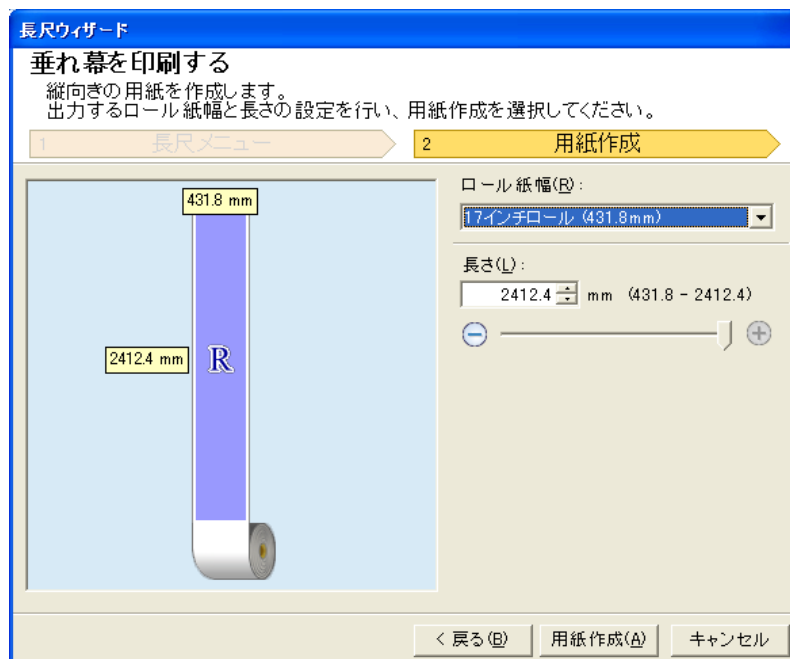 長尺ウィザード
垂れ幕を印刷する
縦向きの用紙を作成します。
出力するロール紙幅と長さの設定を行い、用紙作成を選択してください。
1 長尺メニュー
2 用紙作成
431.8 mm
2412.4 mm
R
ロール紙幅(R):
17インチロール (431.8mm)
長さ(L):
2412.4 mm (431.8 - 2412.4)
< 戻る(B)
用紙作成(A)
キャンセル